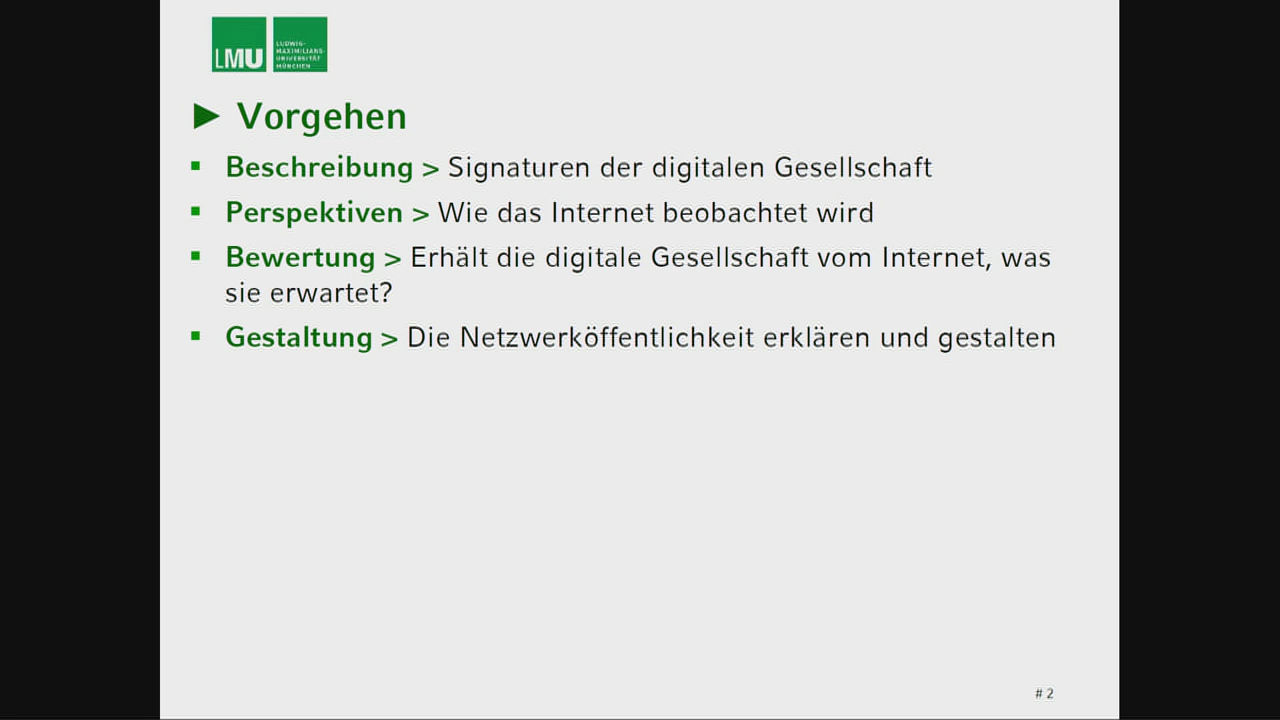 LMU
LUDWIG-
MAXIMILIANS-
UNIVERSITÄT
MÜNCHEN
► Vorgehen
▪ Beschreibung > Signaturen der digitalen Gesellschaft
▪ Perspektiven > Wie das Internet beobachtet wird
▪ Bewertung > Erhält die digitale Gesellschaft vom Internet, was
sie erwartet?
▪ Gestaltung > Die Netzwerköffentlichkeit erklären und gestalten
# 2